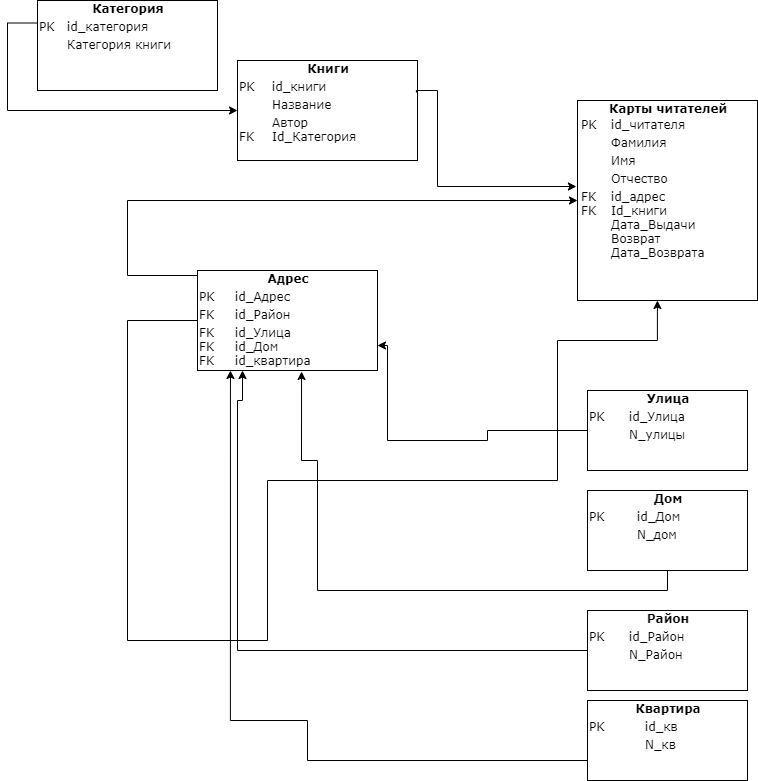 Категория
PK id_категория
Категория книги
Книги
PK id_книги
Название
Автор
FK Id_Категория
Карты читателей
PK id_читателя
Фамилия
Имя
Отчество
FK id_адрес
FK Id_книги
Дата_Выдачи
Возврат
Дата_Возврата
Адрес
PK id_Адрес
FK id_Район
FK id_Улица
FK id_Дом
FK id_квартира
Улица
PK id_Улица
N_улицы
Дом
PK id_Дом
N_дом
Район
PK id_Район
N_Район
Квартира
PK id_кв
N_кв